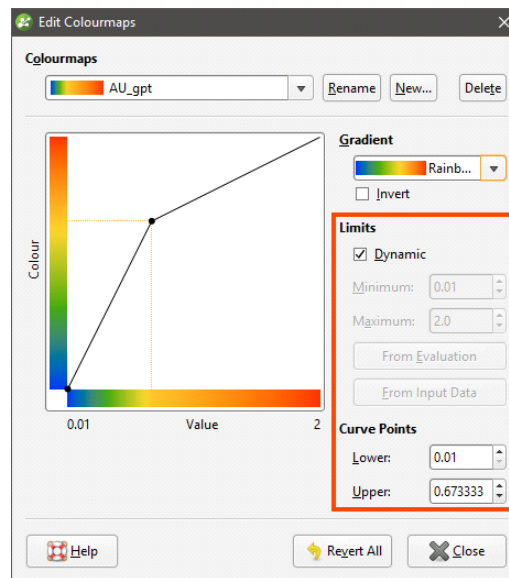 Edit Colourmaps
Colourmaps
AU_gpt
Rename
New...
Delete
Gradient
Rainb...
Invert
Limits
Dynamic
Minimum: 0.01
Maximum: 2.0
From Evaluation
From Input Data
Colour
0.01 Value 2
Curve Points
Lower: 0.01
Upper: 0.673333
Help
Revert All
Close